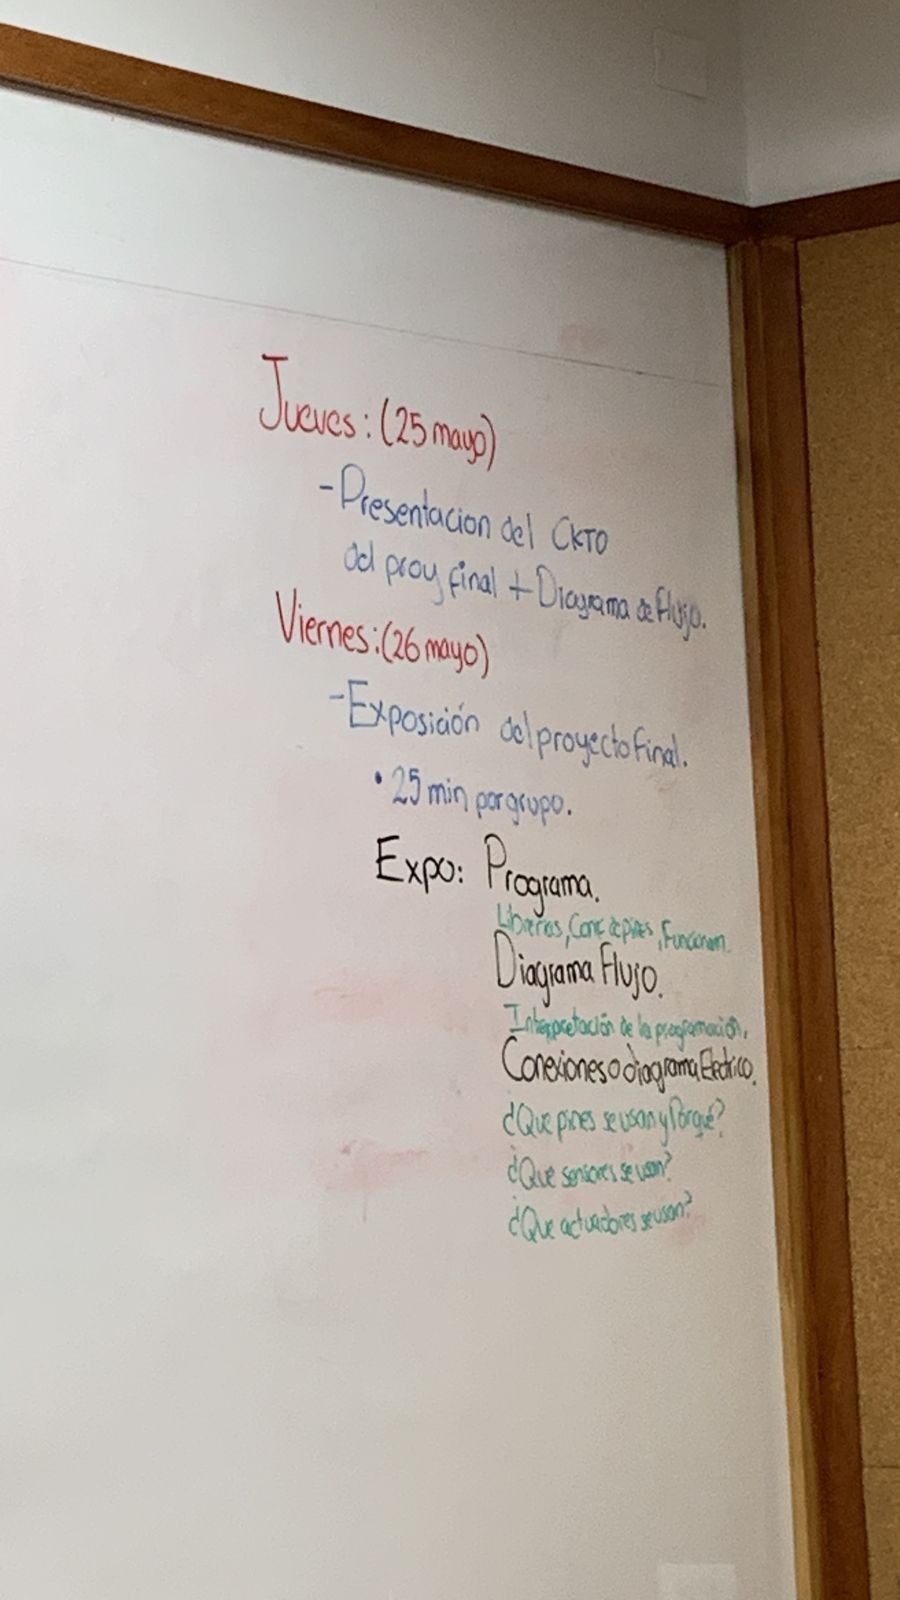 Jueves: (25 mayo)
- Presentacion del CKTO
del proy final + Diagrama de Flujo.
Viernes: (26 mayo)
- Exposición del proyecto final.
• 25 min por grupo.
Expo: Programa.
Librerias, de pines,
Diagrama Flujo.
Interpretación de la programación.
Conexiones o diagrama Electrico.
¿Que pines se usan y Porqué?
¿Que sensores se usan?
¿Que actuadores se usan?